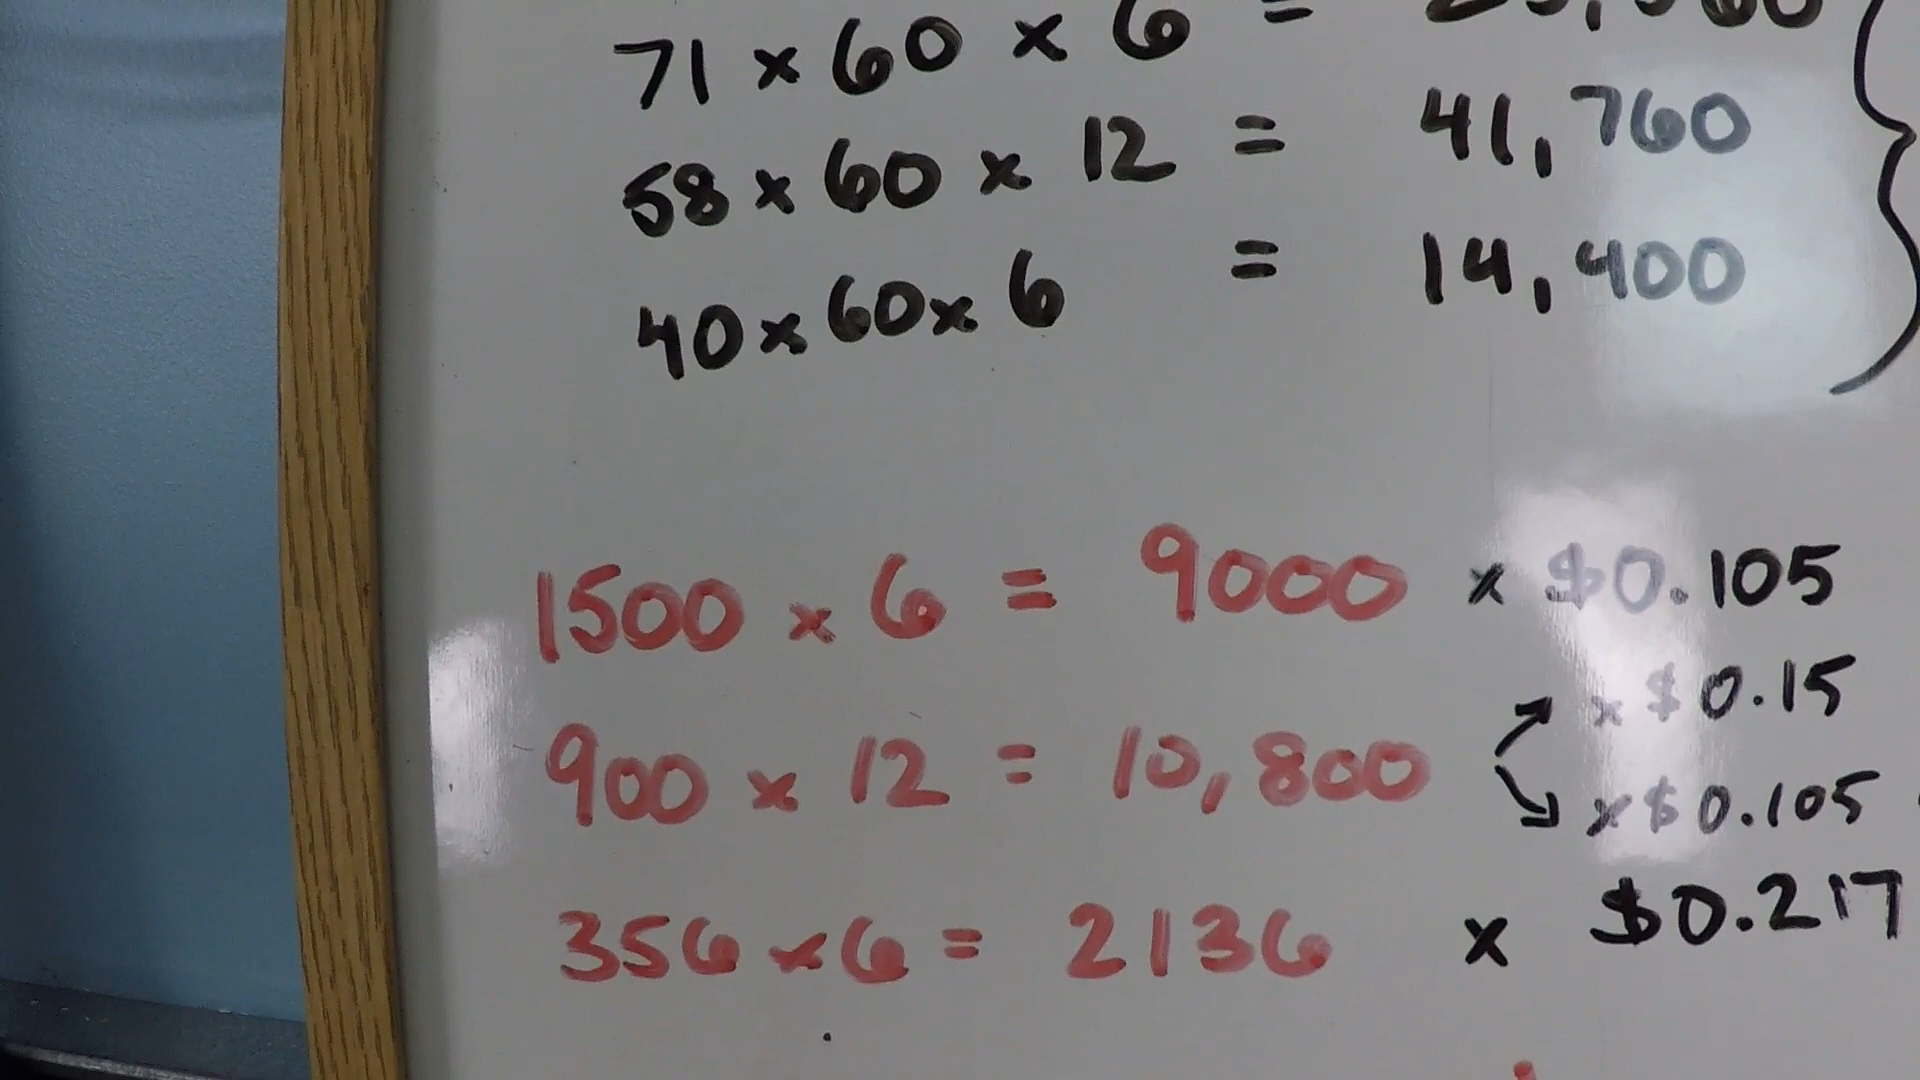 71 x 60 x 6 =
58 x 60 x 12 = 41,760
40 x 60 x 6 = 14,400
1500 x 6 = 9000 x $0.105
x $0.15
900 x 12 = 10,800
x $0.105
356 x 6 = 2136 x $0.217